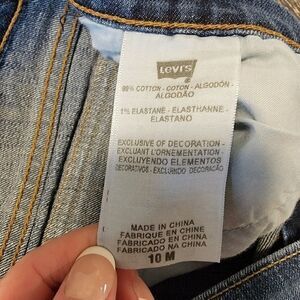 Levi's
99% COTTON - COTON - ALGODÓN -
ALGODÃO
1% ELASTANE - ELASTHANNE -
ELASTANO
EXCLUSIVE OF DECORATION -
EXCLUANT L'ORNEMENTATION -
EXCLUYENDO ELEMENTOS
DECORATIVOS - EXCLUINDO DECORAÇÃO
MADE IN CHINA
FABRIQUE EN CHINE
FABRICADO EN CHINA
FABRICADO NA CHINA
10 M